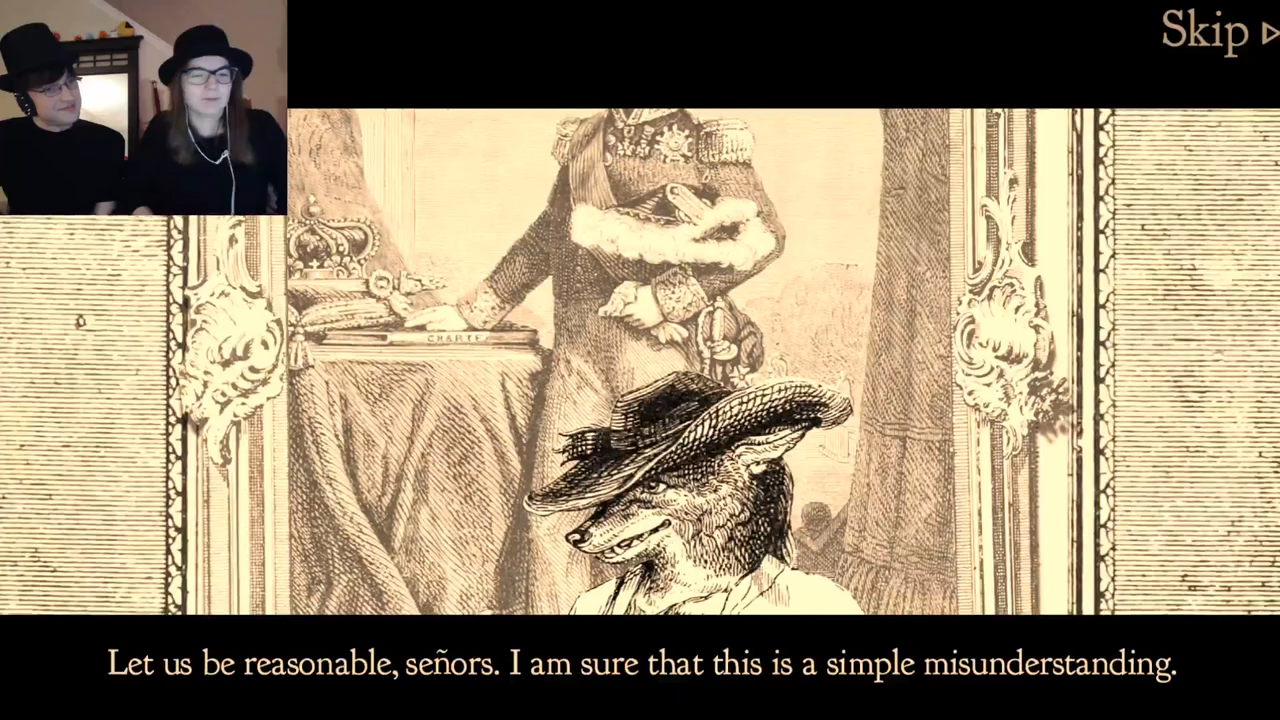 Skip
CHARTE
Let us be reasonable, señors. I am sure that this is a simple misunderstanding.